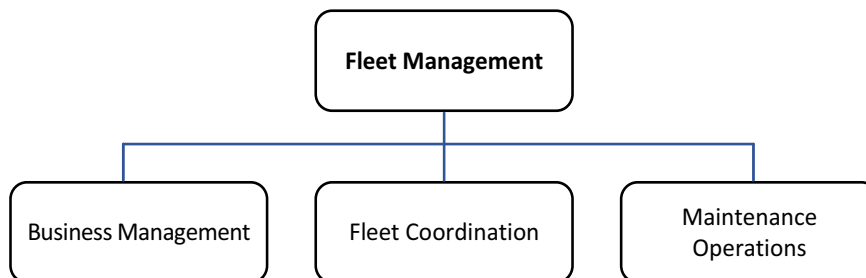 Fleet Management
Business Management
Fleet Coordination
Maintenance
Operations